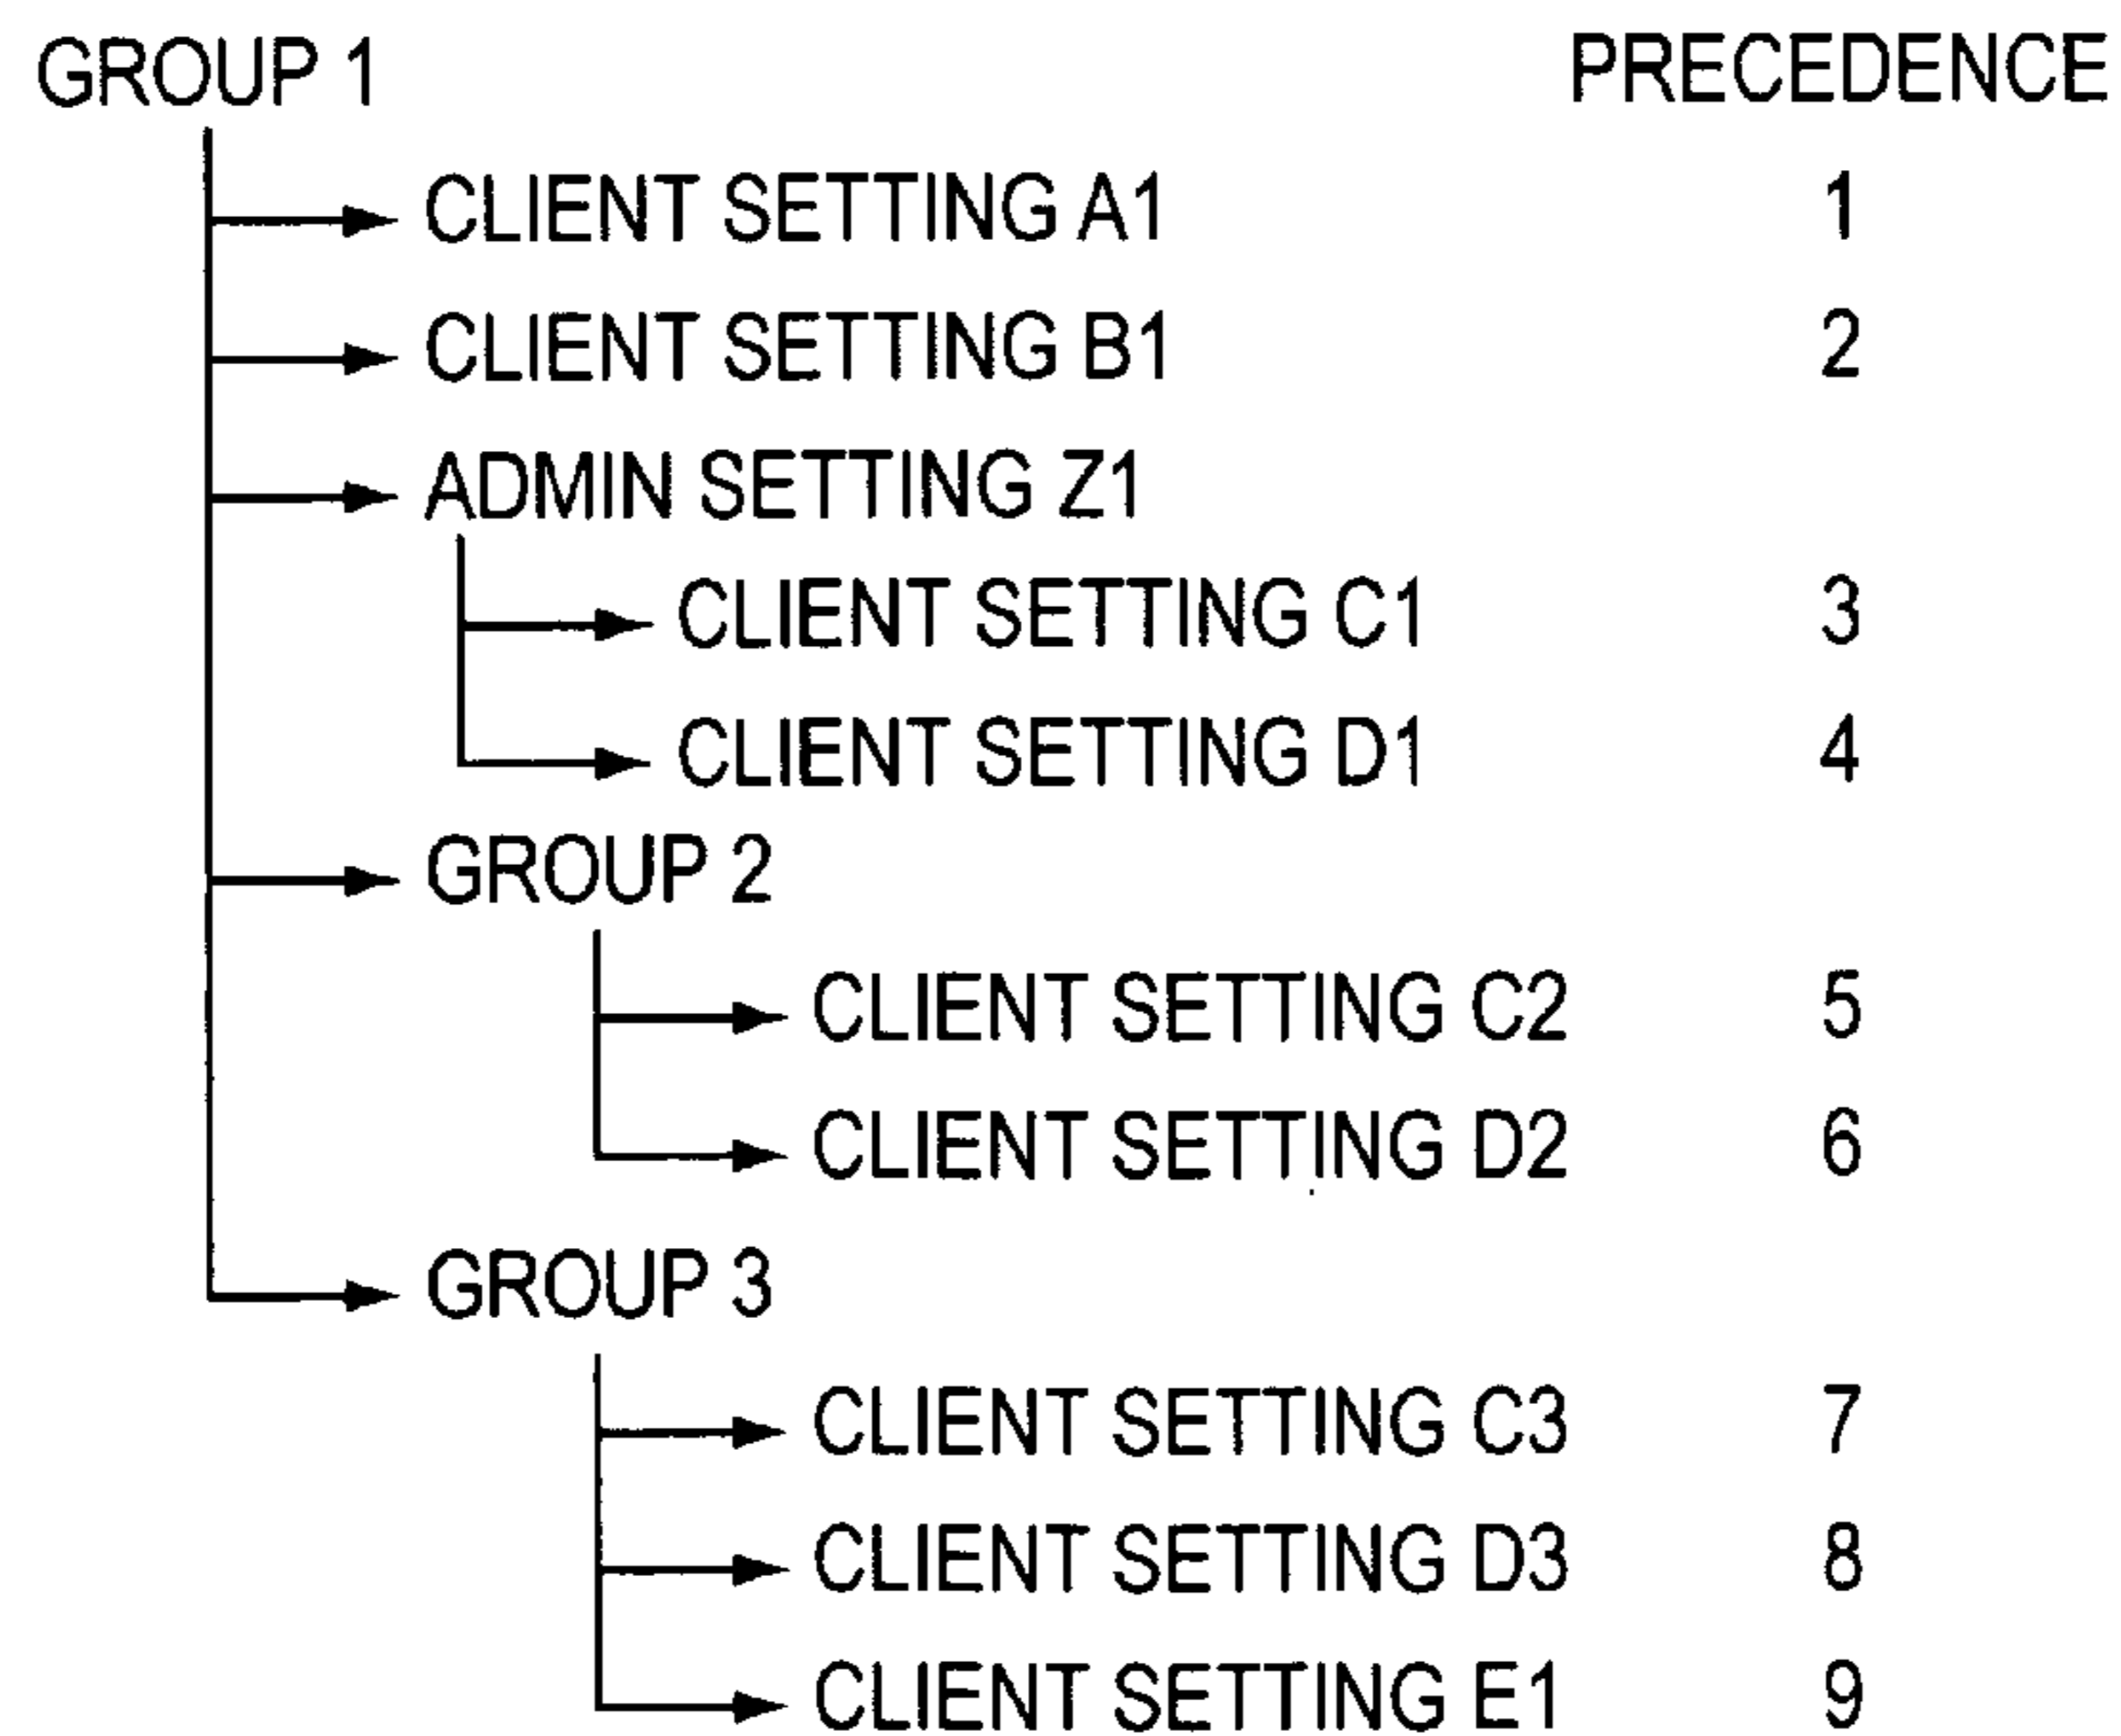 GROUP 1 PRECEDENCE
CLIENT SETTING A1 1
CLIENT SETTING B1 2
ADMIN SETTING Z1
CLIENT SETTING C1 3
CLIENT SETTING D1 4
GROUP 2
CLIENT SETTING C2 5
CLIENT SETTING D2 6
GROUP 3
CLIENT SETTING C3 7
CLIENT SETTING D3 8
CLIENT SETTING E1 9